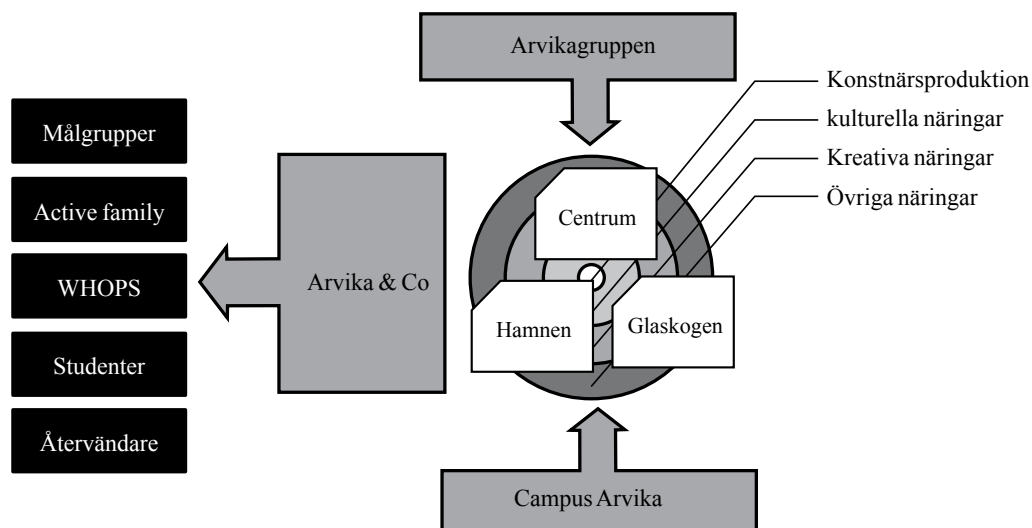 Arvikagruppen
Konstnärsproduktion
kulturella näringar
Kreativa näringar
Övriga näringar
Målgrupper
Active family
WHOPS
Studenter
Återvändare
Arvika & Co
Centrum
Hamnen
Glaskogen
Campus Arvika